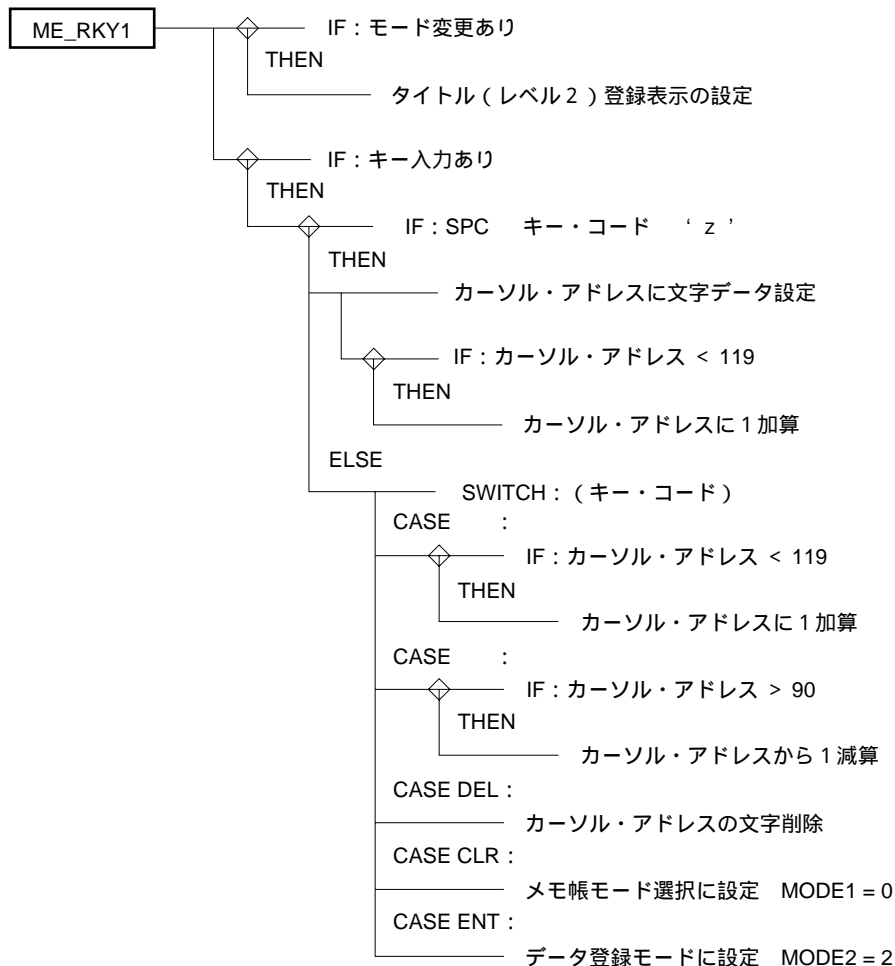 ME_RKY1
IF：モード変更あり
THEN
タイトル（レベル2）登録表示の設定
IF：キー入力あり
THEN
IF：SPC　キー・コード　‘z’
THEN
カーソル・アドレスに文字データ設定
IF：カーソル・アドレス < 119
THEN
カーソル・アドレスに1加算
ELSE
SWITCH：（キー・コード）
CASE　：
IF：カーソル・アドレス < 119
THEN
カーソル・アドレスに1加算
CASE　：
IF：カーソル・アドレス > 90
THEN
カーソル・アドレスから1減算
CASE DEL：
カーソル・アドレスの文字削除
CASE CLR：
メモ帳モード選択に設定　MODE1 = 0
CASE ENT：
データ登録モードに設定　MODE2 = 2